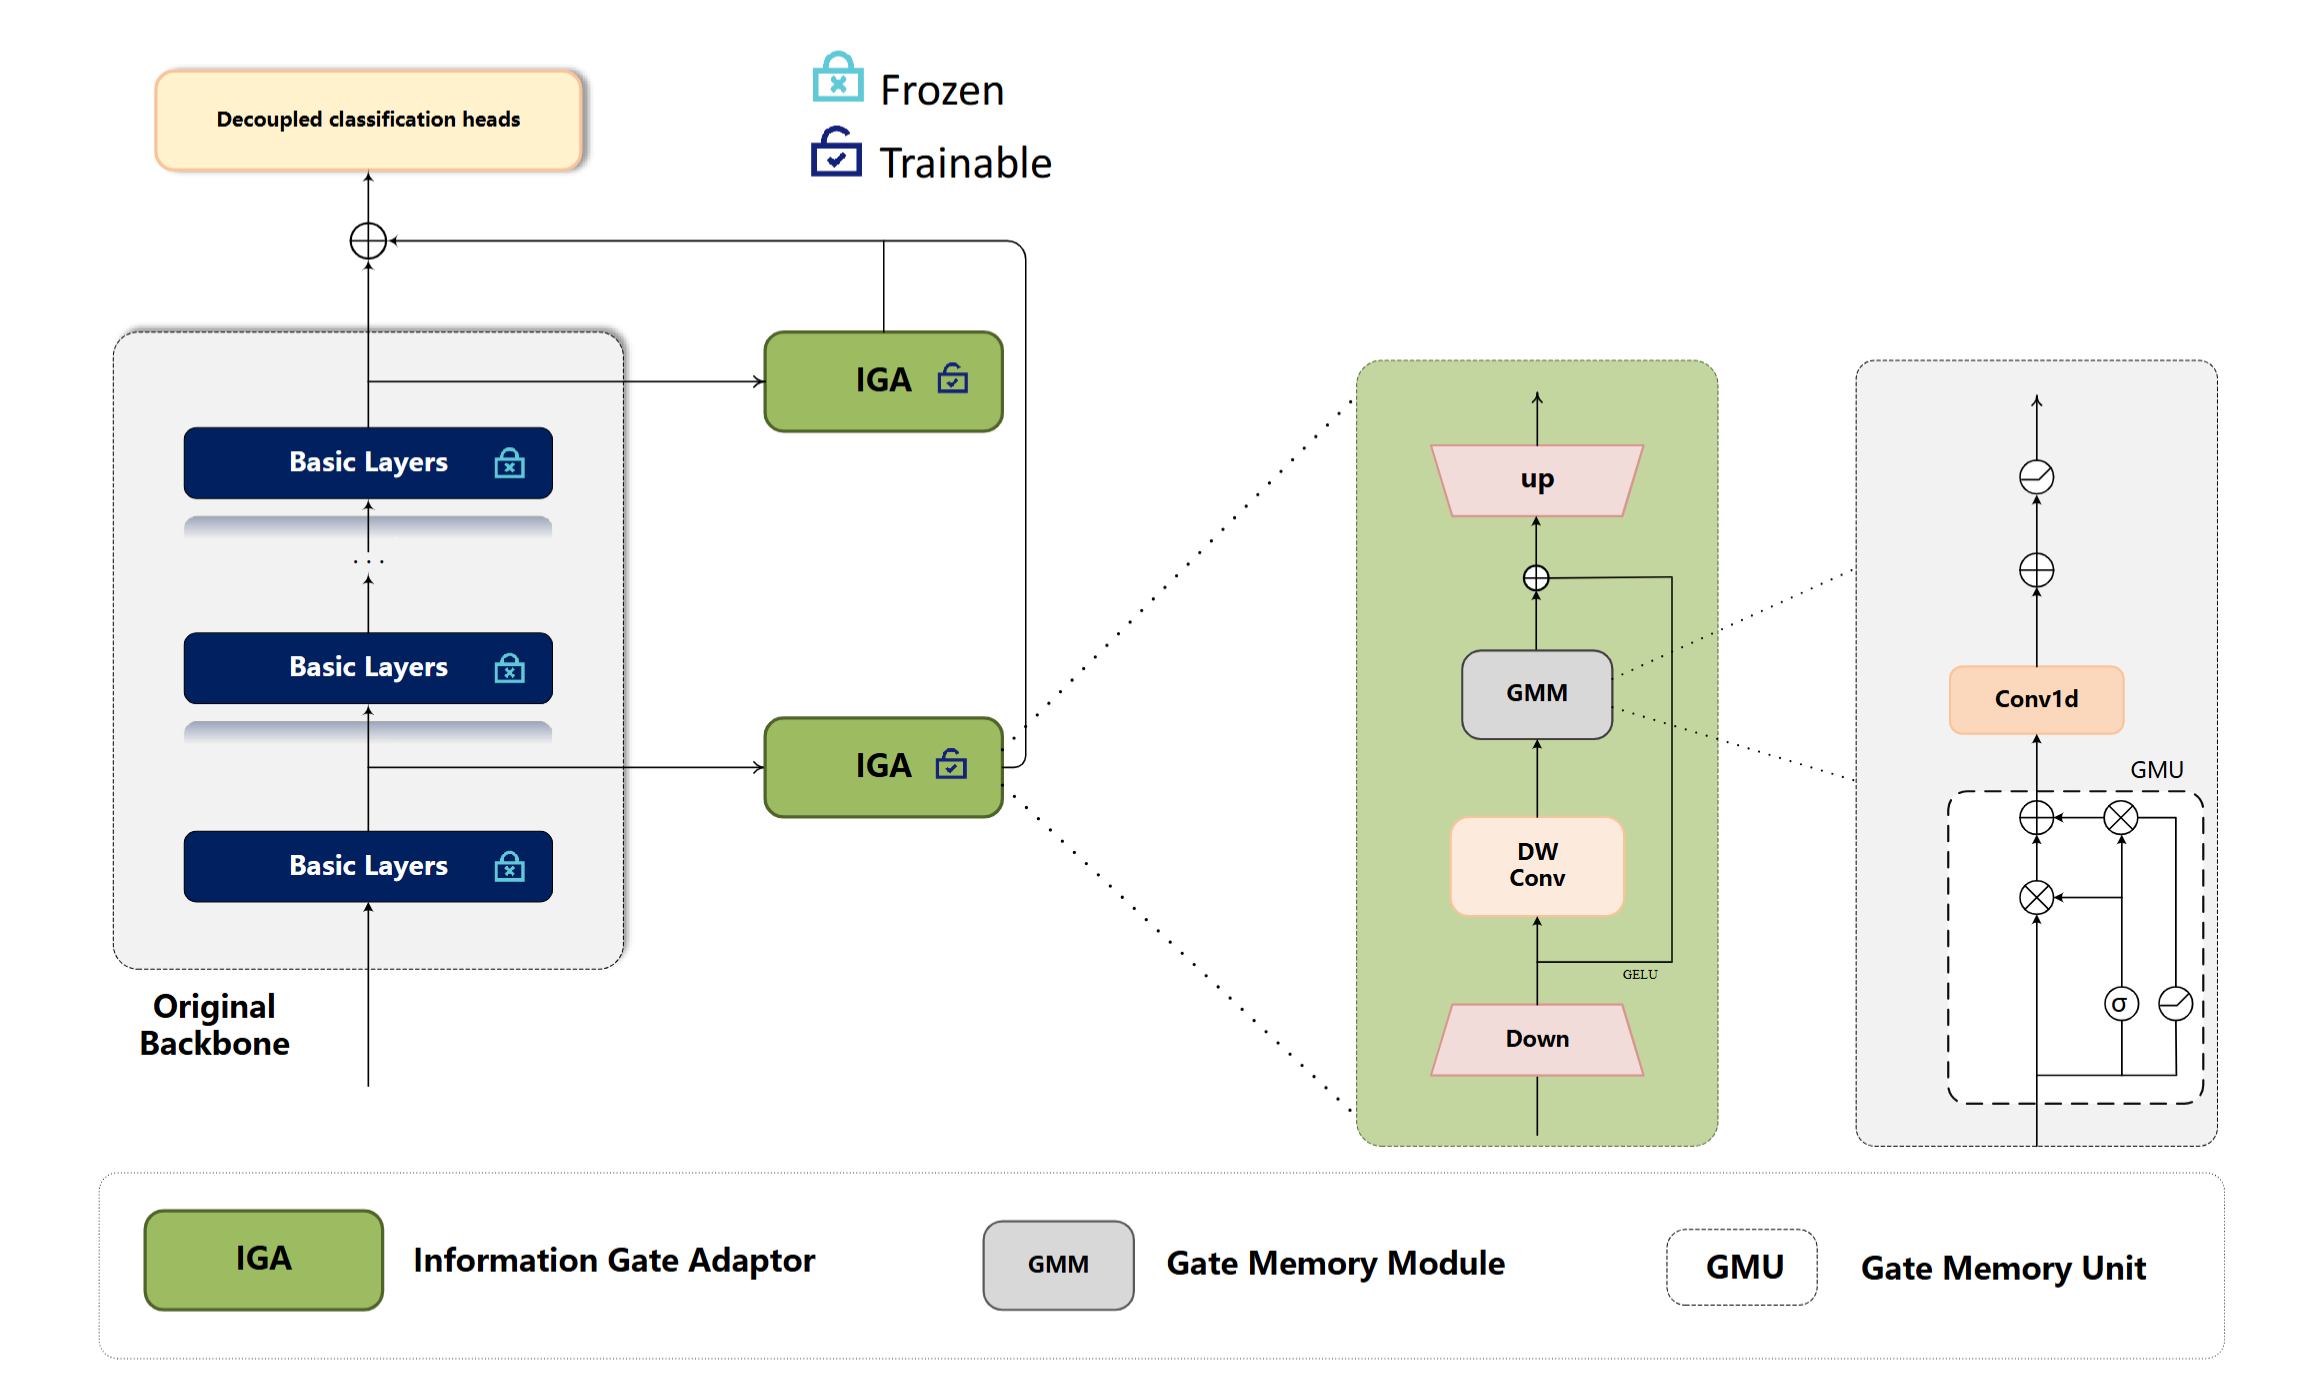 Decoupled classification heads
Frozen
Trainable
IGA
Basic Layers
. . .
Basic Layers
IGA
Basic Layers
Original
Backbone
up
GMM
DW
Conv
GELU
Down
Conv1d
GMU
σ
IGA
Information Gate Adaptor
GMM
Gate Memory Module
GMU
Gate Memory Unit